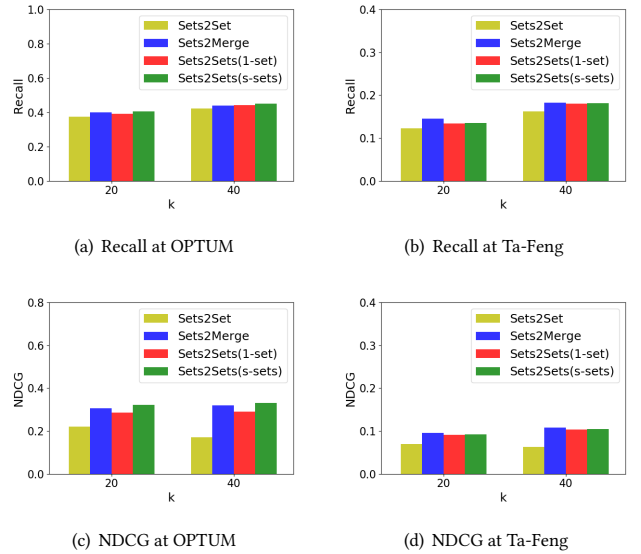 1.0
0.8
0.6
0.4
0.2
0.0
Recall
Sets2Set
Sets2Merge
Sets2Sets(1-set)
Sets2Sets(s-sets)
20
40
k
(a) Recall at OPTUM
0.4
0.3
0.2
0.1
0.0
Recall
Sets2Set
Sets2Merge
Sets2Sets(1-set)
Sets2Sets(s-sets)
20
40
k
(b) Recall at Ta-Feng
0.8
0.6
0.4
0.2
0.0
NDCG
Sets2Set
Sets2Merge
Sets2Sets(1-set)
Sets2Sets(s-sets)
20
40
k
(c) NDCG at OPTUM
0.4
0.3
0.2
0.1
0.0
NDCG
Sets2Set
Sets2Merge
Sets2Sets(1-set)
Sets2Sets(s-sets)
20
40
k
(d) NDCG at Ta-Feng